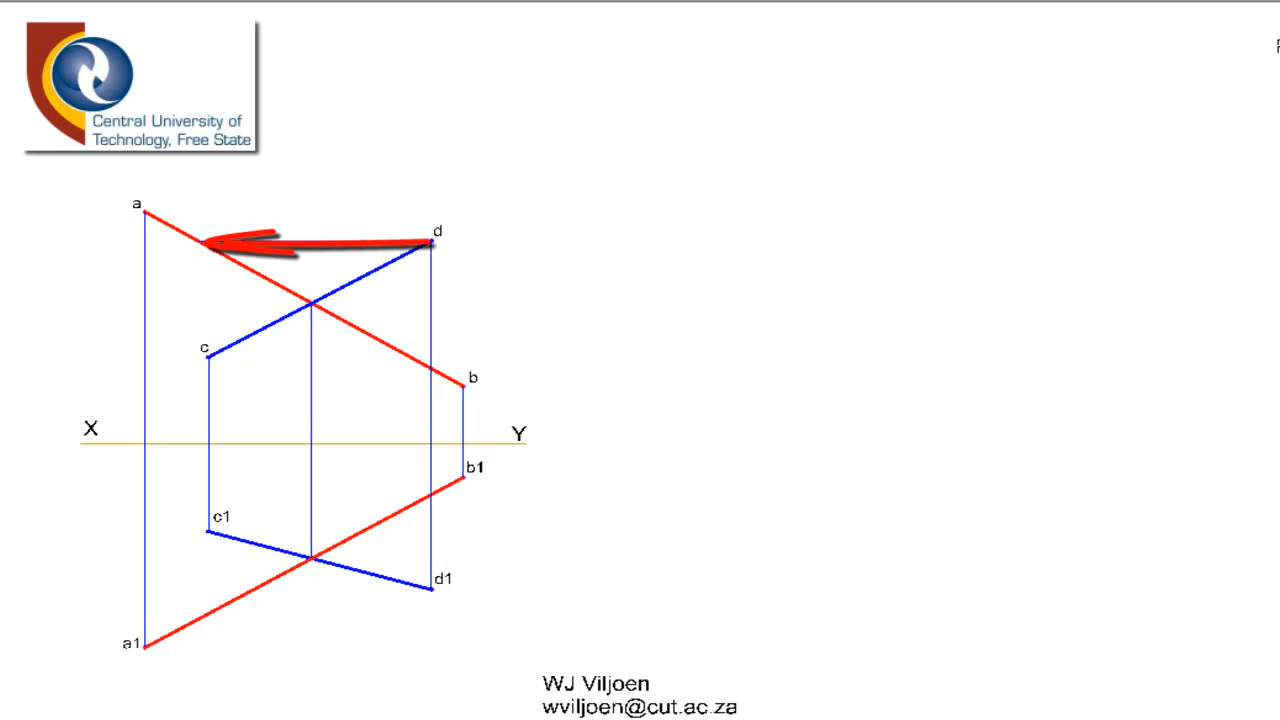 Central University of
Technology, Free State
a
d
c
b
X
Y
b1
c1
d1
a1
WJ Viljoen
wviljoen@cut.ac.za